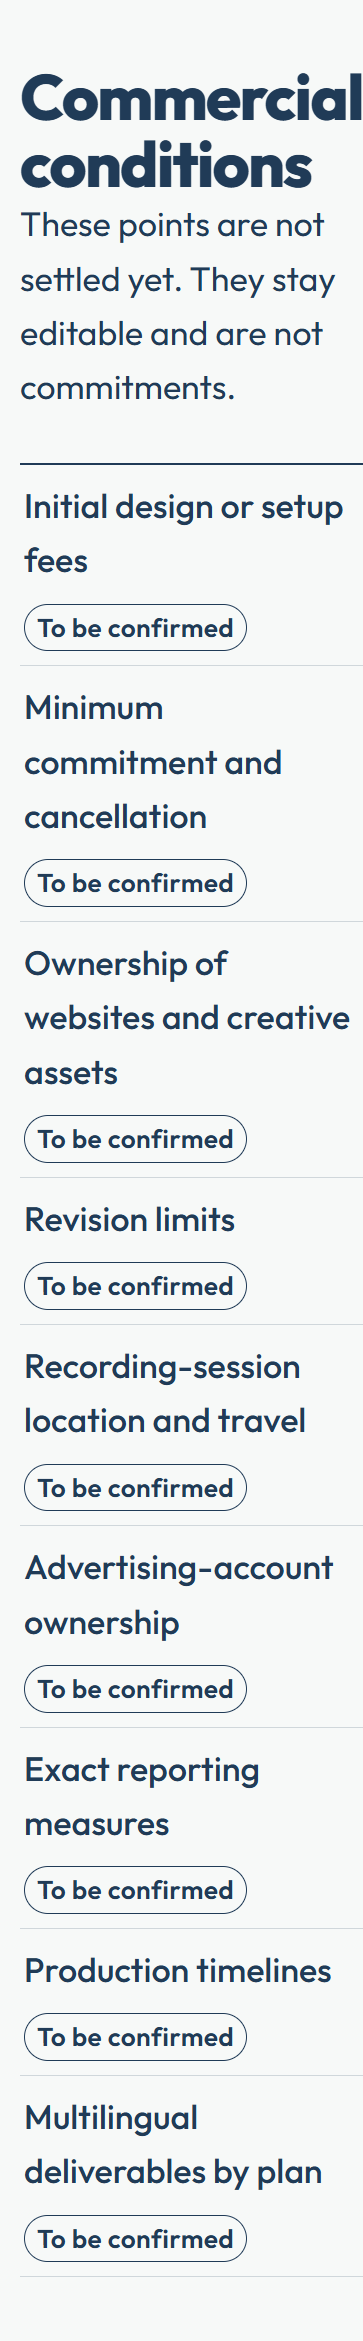 Commercial
conditions
These points are not
settled yet. They stay
editable and are not
commitments.
Initial design or setup
fees
To be confirmed
Minimum
commitment and
cancellation
To be confirmed
Ownership of
websites and creative
assets
To be confirmed
Revision limits
To be confirmed
Recording-session
location and travel
To be confirmed
Advertising-account
ownership
To be confirmed
Exact reporting
measures
To be confirmed
Production timelines
To be confirmed
Multilingual
deliverables by plan
To be confirmed